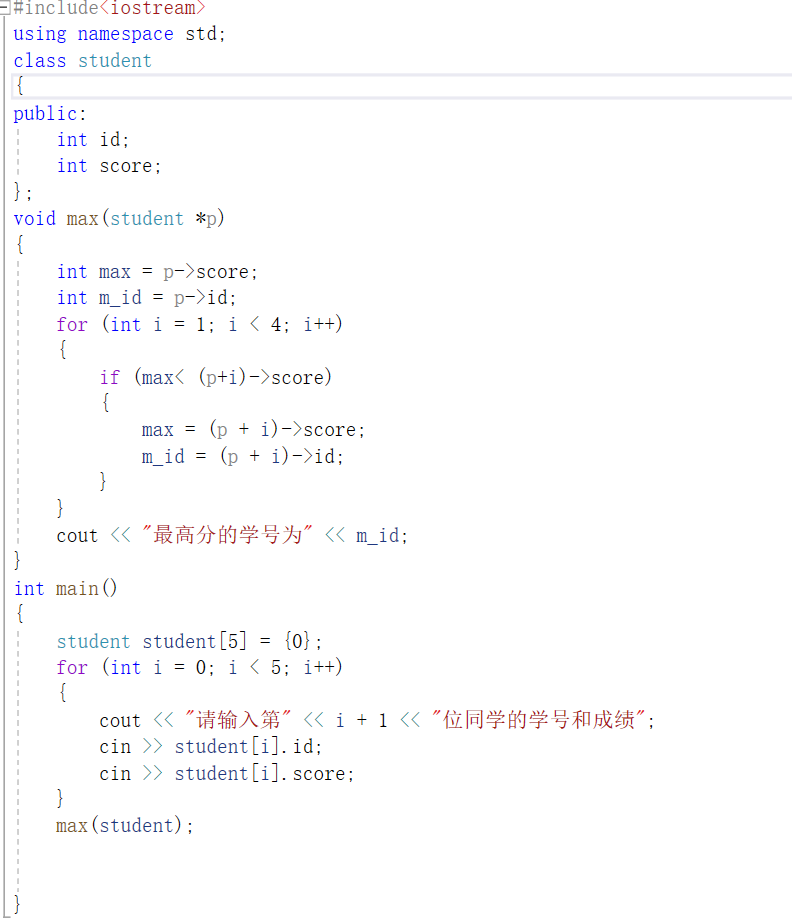 #include<iostream>
using namespace std;
class student
{
public:
    int id;
    int score;
};
void max(student *p)
{
    int max = p->score;
    int m_id = p->id;
    for (int i = 1; i < 4; i++)
    {
        if (max< (p+i)->score)
        {
            max = (p + i)->score;
            m_id = (p + i)->id;
        }
    }
    cout << "最高分的学号为" << m_id;
}
int main()
{
    student student[5] = {0};
    for (int i = 0; i < 5; i++)
    {
        cout << "请输入第" << i + 1 << "位同学的学号和成绩";
        cin >> student[i].id;
        cin >> student[i].score;
    }
    max(student);
}